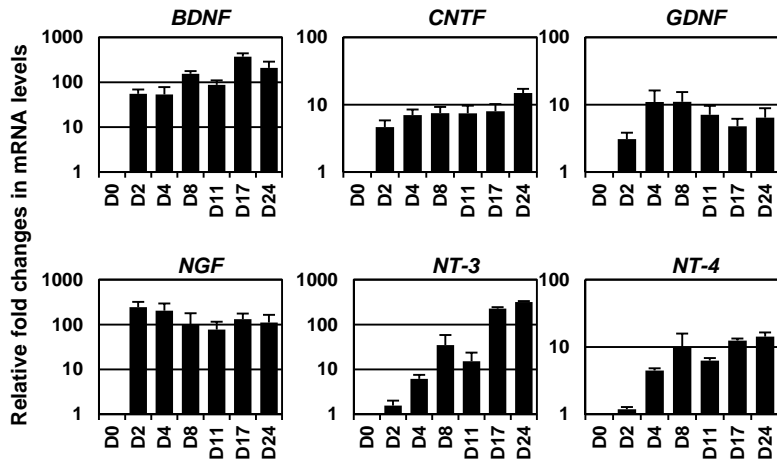 Relative fold changes in mRNA levels
BDNF
1000
100
10
1
D0 D2 D4 D8 D11 D17 D24
CNTF
100
10
1
D0 D2 D4 D8 D11 D17 D24
GDNF
100
10
1
D0 D2 D4 D8 D11 D17 D24
NGF
1000
100
10
1
D0 D2 D4 D8 D11 D17 D24
NT-3
1000
100
10
1
D0 D2 D4 D8 D11 D17 D24
NT-4
100
10
1
D0 D2 D4 D8 D11 D17 D24